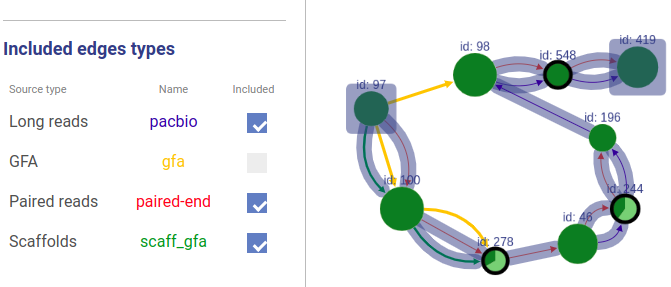 Included edges types
Source type Name Included
Long reads pacbio
GFA gfa
Paired reads paired-end
Scaffolds scaff_gfa
id: 419
id: 98
id: 548
id: 97
id: 196
id: 100
id: 244
id: 46
id: 278